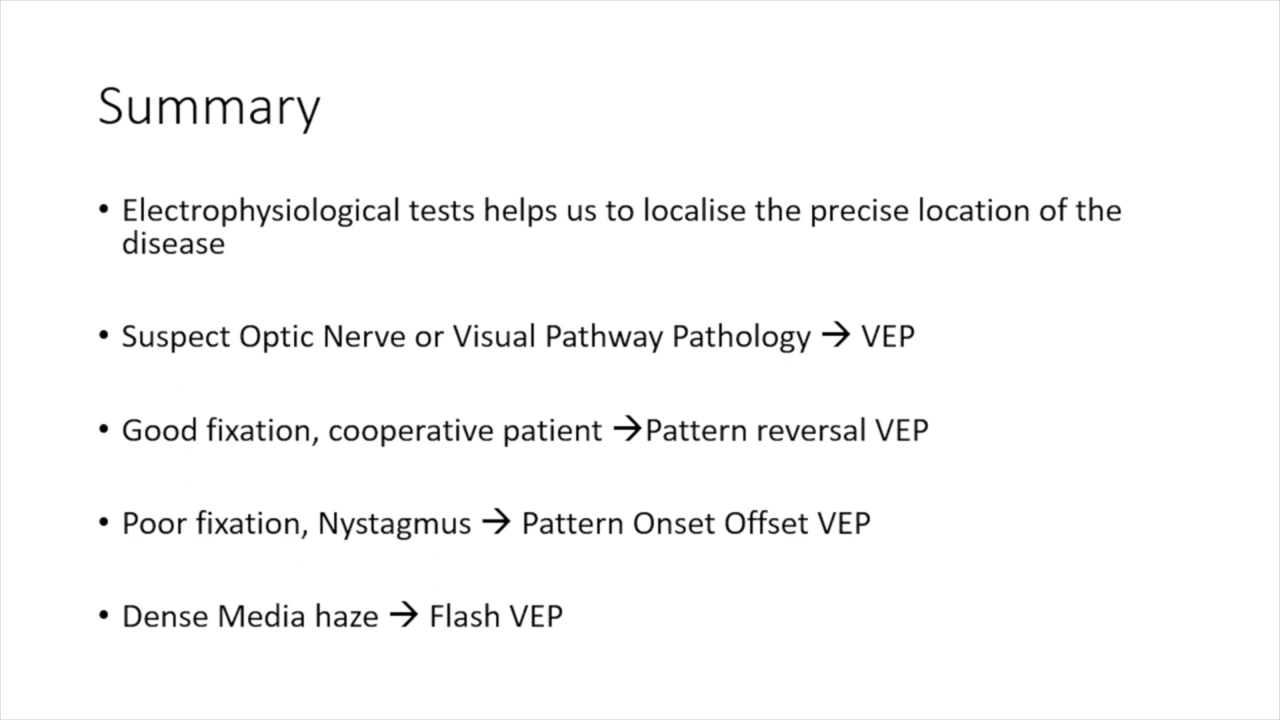 Summary
• Electrophysiological tests helps us to localise the precise location of the
disease
• Suspect Optic Nerve or Visual Pathway Pathology → VEP
• Good fixation, cooperative patient →Pattern reversal VEP
• Poor fixation, Nystagmus → Pattern Onset Offset VEP
• Dense Media haze → Flash VEP